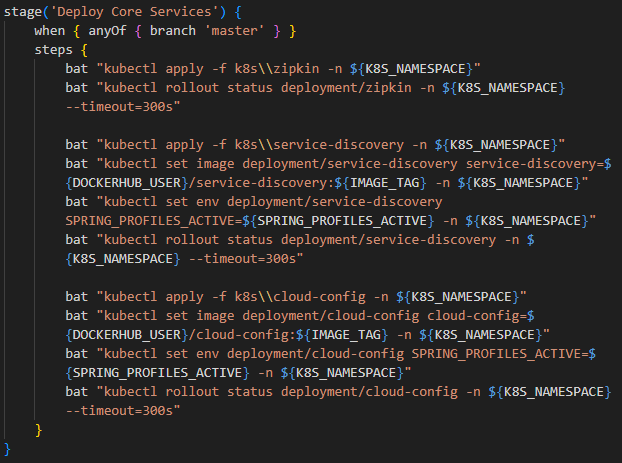 stage('Deploy Core Services') {
    when { anyOf { branch 'master' } }
    steps {
        bat "kubectl apply -f k8s\\zipkin -n ${K8S_NAMESPACE}"
        bat "kubectl rollout status deployment/zipkin -n ${K8S_NAMESPACE}
        --timeout=300s"

        bat "kubectl apply -f k8s\\service-discovery -n ${K8S_NAMESPACE}"
        bat "kubectl set image deployment/service-discovery service-discovery=$
        {DOCKERHUB_USER}/service-discovery:${IMAGE_TAG} -n ${K8S_NAMESPACE}"
        bat "kubectl set env deployment/service-discovery
        SPRING_PROFILES_ACTIVE=${SPRING_PROFILES_ACTIVE} -n ${K8S_NAMESPACE}"
        bat "kubectl rollout status deployment/service-discovery -n $
        {K8S_NAMESPACE} --timeout=300s"

        bat "kubectl apply -f k8s\\cloud-config -n ${K8S_NAMESPACE}"
        bat "kubectl set image deployment/cloud-config cloud-config=$
        {DOCKERHUB_USER}/cloud-config:${IMAGE_TAG} -n ${K8S_NAMESPACE}"
        bat "kubectl set env deployment/cloud-config SPRING_PROFILES_ACTIVE=$
        {SPRING_PROFILES_ACTIVE} -n ${K8S_NAMESPACE}"
        bat "kubectl rollout status deployment/cloud-config -n ${K8S_NAMESPACE}
        --timeout=300s"
    }
}